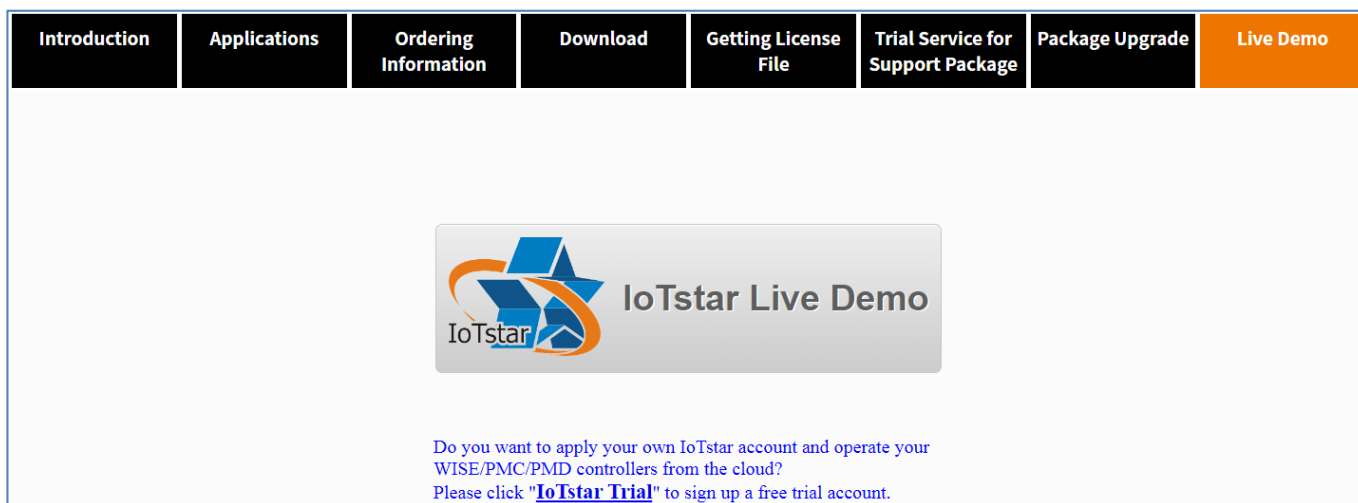 Introduction
Applications
Ordering
Information
Download
Getting License
File
Trial Service for
Support Package
Package Upgrade
Live Demo
IoTstar
IoTstar Live Demo
Do you want to apply your own IoTstar account and operate your
WISE/PMC/PMD controllers from the cloud?
Please click "IoTstar Trial" to sign up a free trial account.